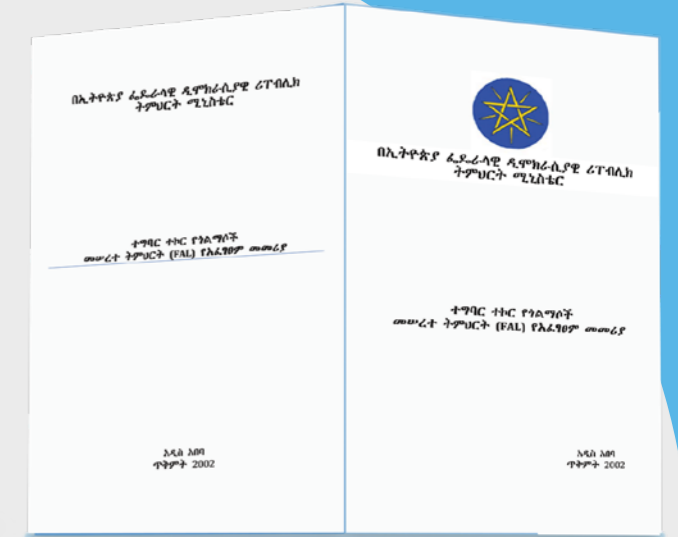 በኢትዮጵያ ፌዴራላዊ ዲሞክራሲያዊ ሪፐብሊክ
ትምህርት ሚኒስቴር
ተግባር ተኮር የጎልማሶች
መሠረተ ትምህርት (FAL) የአፈፃፀም መመሪያ
አዲስ አበባ
ጥቅምት 2002
በኢትዮጵያ ፌዴራላዊ ዲሞክራሲያዊ ሪፐብሊክ
ትምህርት ሚኒስቴር
ተግባር ተኮር የጎልማሶች
መሠረተ ትምህርት (FAL) የአፈፃፀም መመሪያ
አዲስ አበባ
ጥቅምት 2002